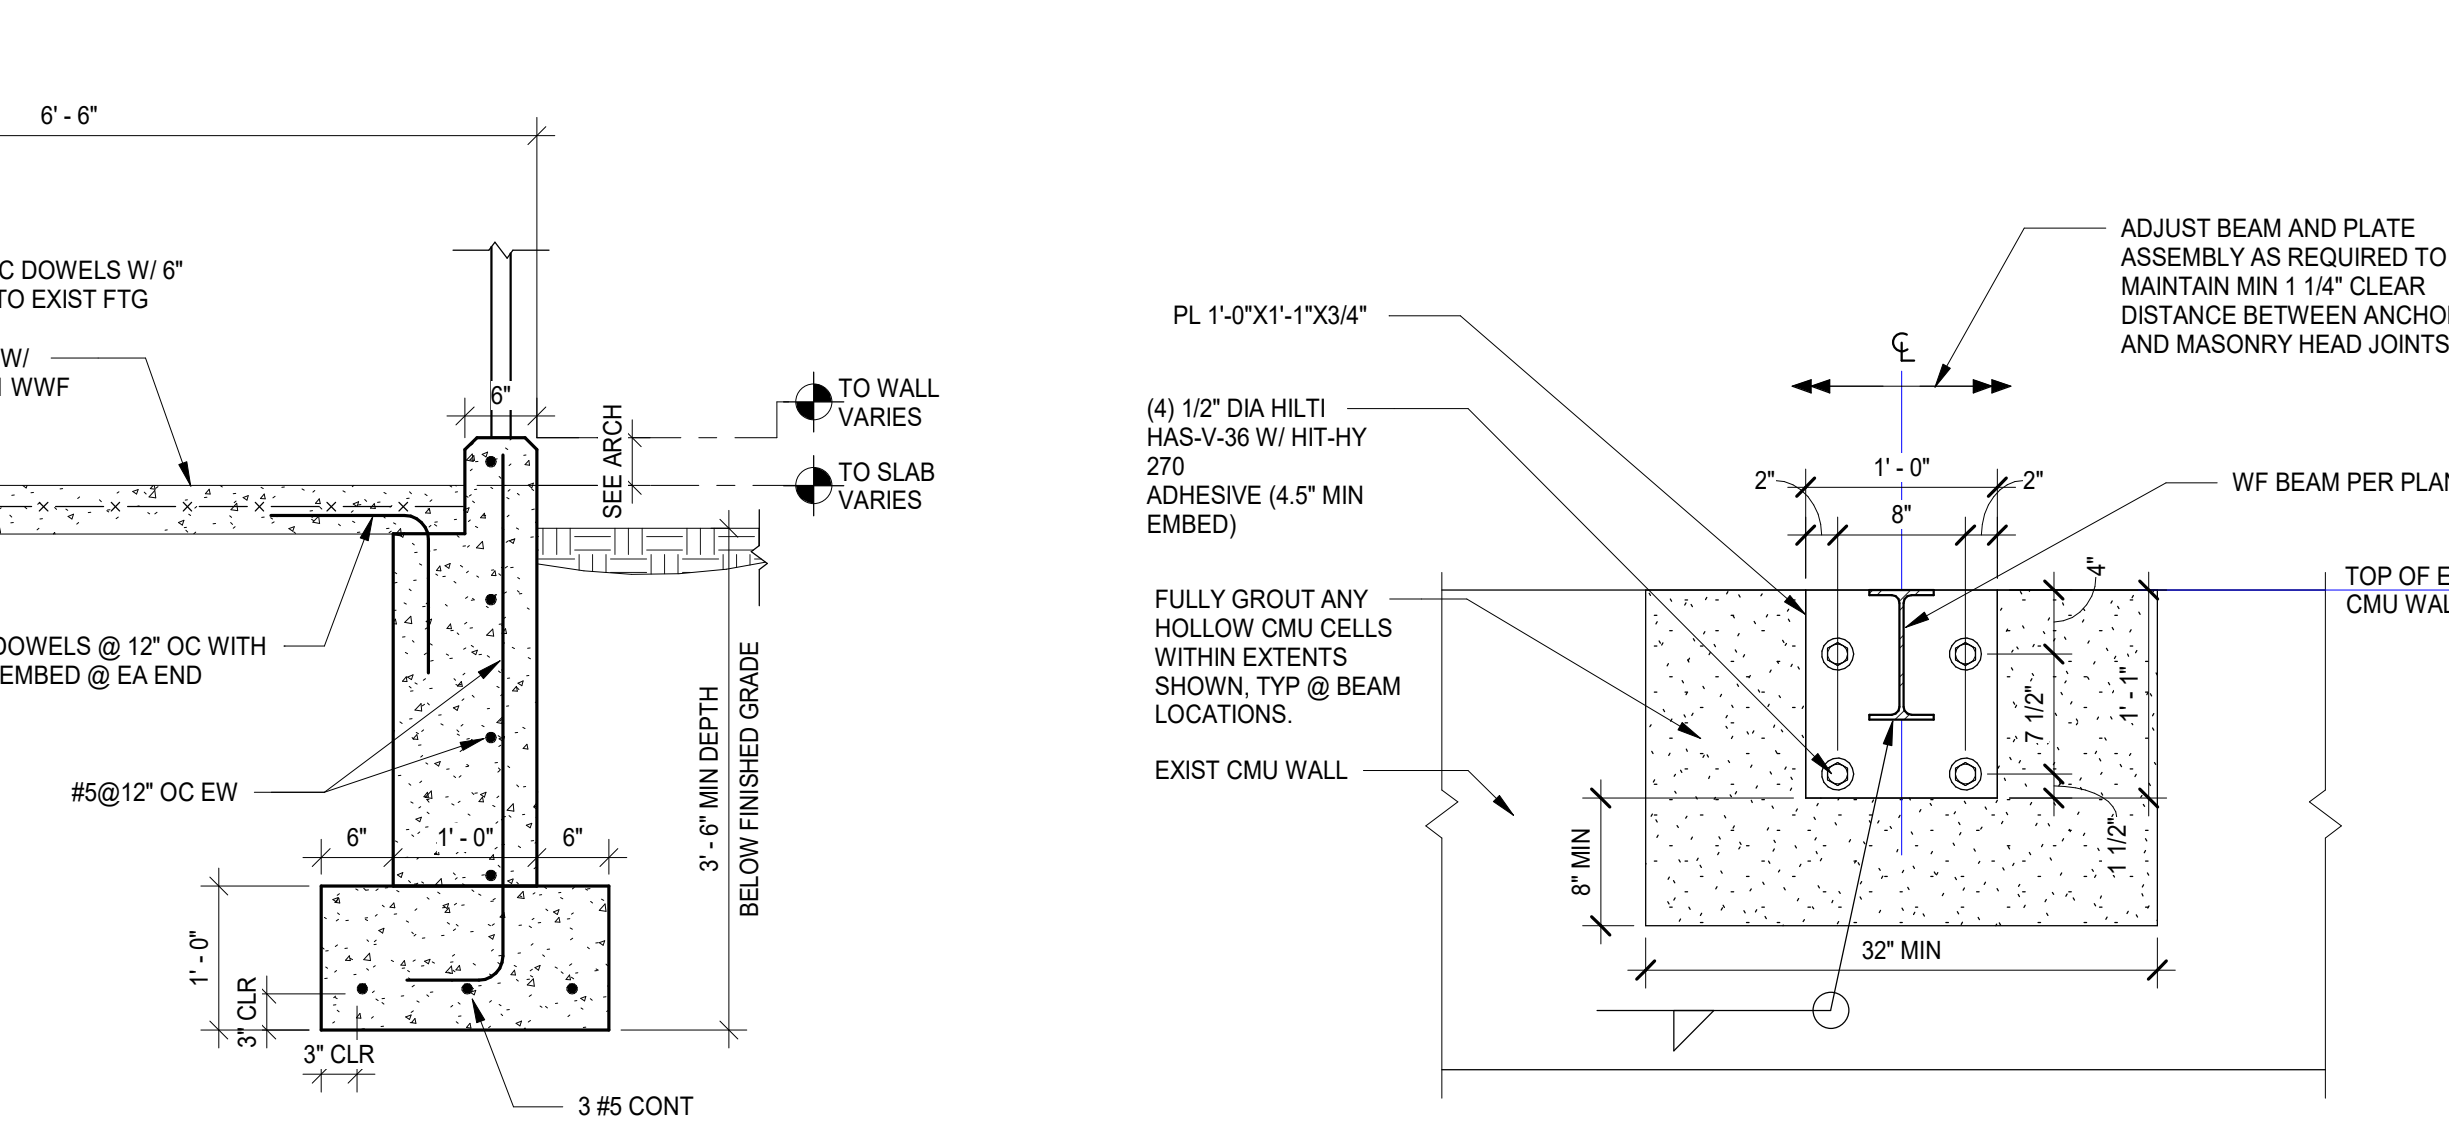 6' - 6"
C DOWELS W/ 6"
TO EXIST FTG
W/
WWF
6"
SEE ARCH
TO WALL
VARIES
TO SLAB
VARIES
DOWELS @ 12" OC WITH
EMBED @ EA END
#5@12" OC EW
3' - 6" MIN DEPTH
BELOW FINISHED GRADE
6"
1' - 0"
6"
1' - 0"
3" CLR
3" CLR
3 #5 CONT
ADJUST BEAM AND PLATE
ASSEMBLY AS REQUIRED TO
MAINTAIN MIN 1 1/4" CLEAR
DISTANCE BETWEEN ANCHO
AND MASONRY HEAD JOINTS
PL 1'-0"X1'-1"X3/4"
CL
(4) 1/2" DIA HILTI
HAS-V-36 W/ HIT-HY
270
ADHESIVE (4.5" MIN
EMBED)
1' - 0"
2"
2"
8"
WF BEAM PER PLAN
4"
TOP OF E
CMU WAL
FULLY GROUT ANY
HOLLOW CMU CELLS
WITHIN EXTENTS
SHOWN, TYP @ BEAM
LOCATIONS.
7 1/2"
1' - 1"
EXIST CMU WALL
1 1/2"
8" MIN
32" MIN